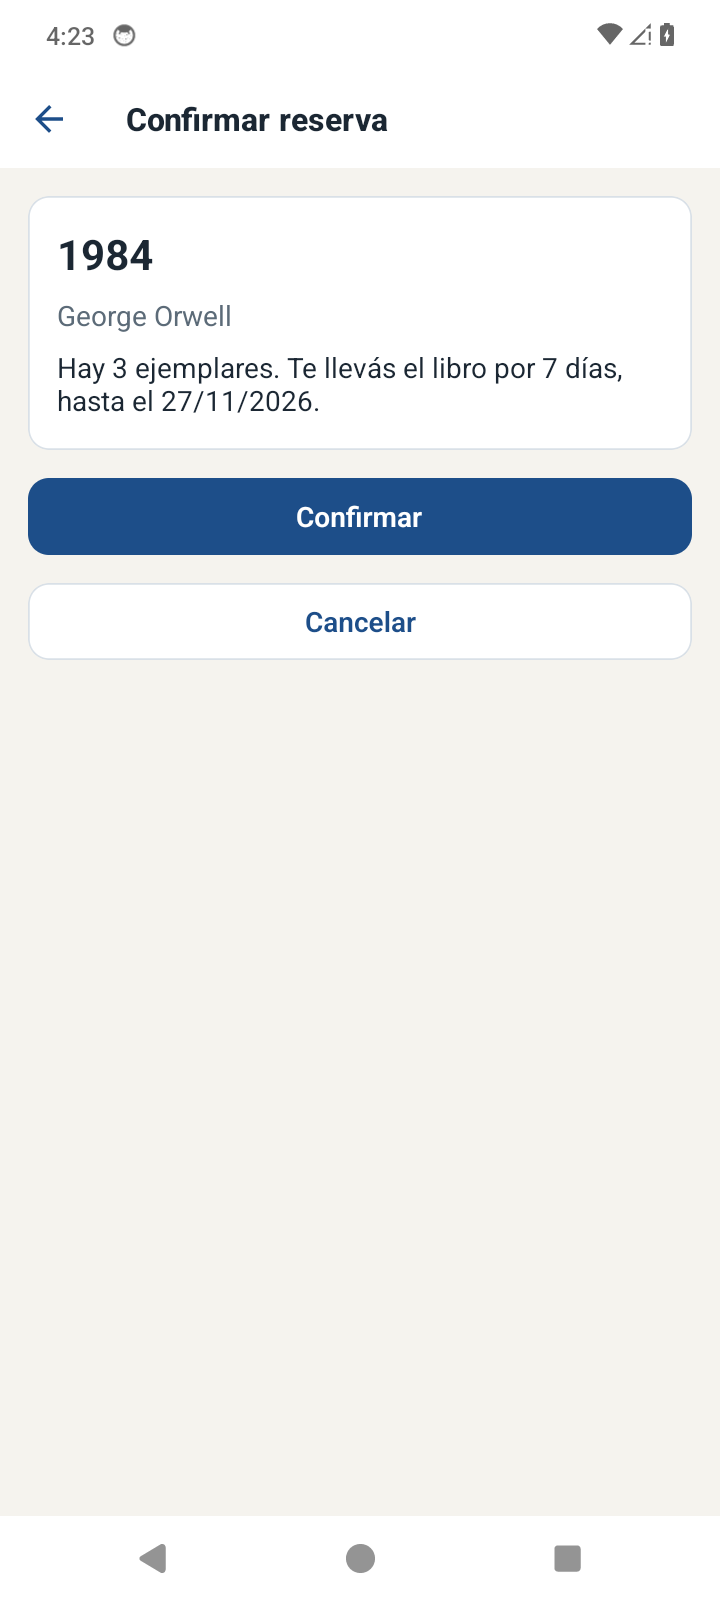 4:23
Confirmar reserva
1984
George Orwell
Hay 3 ejemplares. Te llevás el libro por 7 días,
hasta el 27/11/2026.
Confirmar
Cancelar